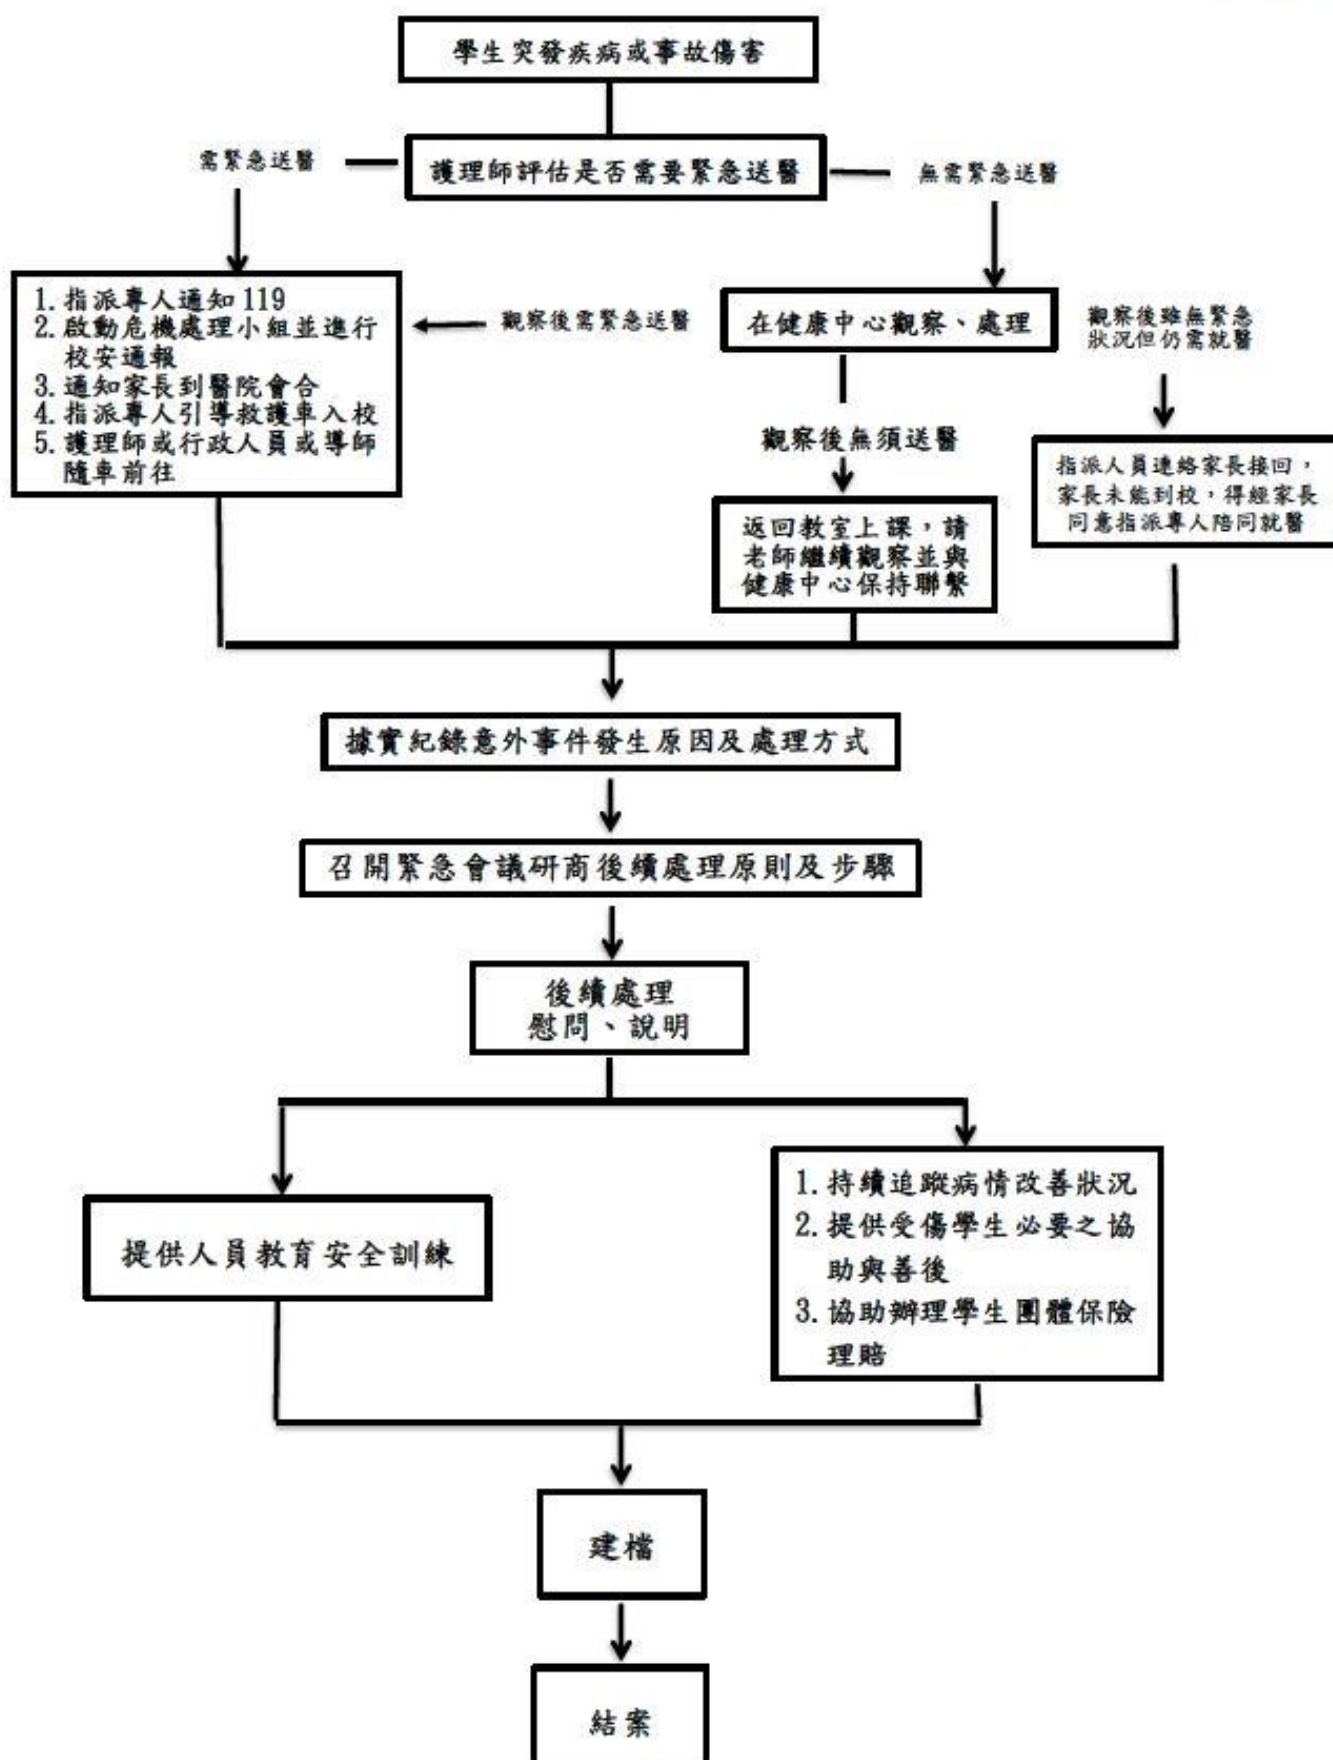 學生突發疾病或事故傷害
需緊急送醫
護理師評估是否需要緊急送醫
無需緊急送醫
1. 指派專人通知 119
2. 啟動危機處理小組並進行
校安通報
3. 通知家長到醫院會合
4. 指派專人引導救護車入校
5. 護理師或行政人員或導師
隨車前往
觀察後需緊急送醫
在健康中心觀察、處理
觀察後雖無緊急
狀況但仍需就醫
觀察後無須送醫
指派人員連絡家長接回，
家長未能到校，得經家長
同意指派專人陪同就醫
返回教室上課，請
老師繼續觀察並與
健康中心保持聯繫
據實紀錄意外事件發生原因及處理方式
召開緊急會議研商後續處理原則及步驟
後續處理
慰問、說明
提供人員教育安全訓練
1. 持續追蹤病情改善狀況
2. 提供受傷學生必要之協
助與善後
3. 協助辦理學生團體保險
理賠
建檔
結案